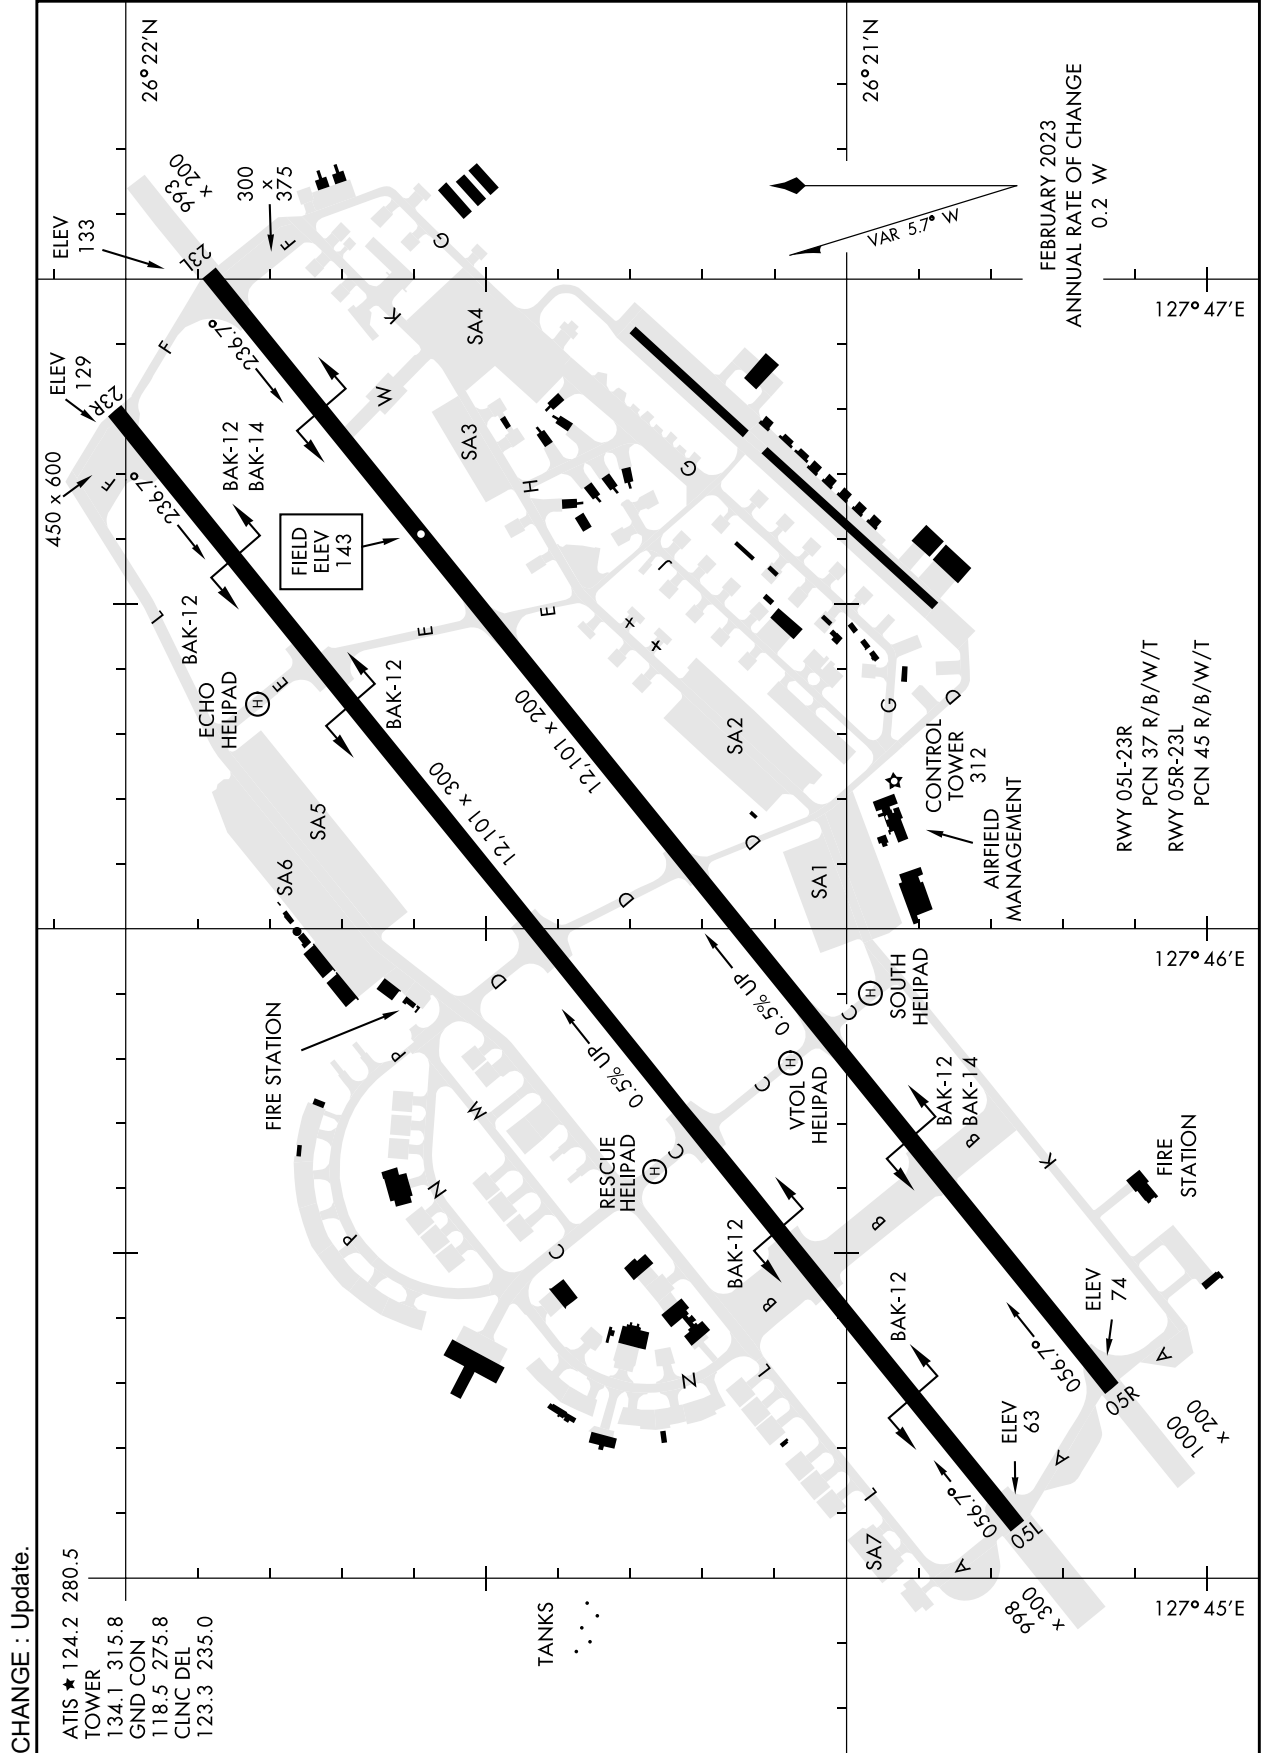 CHANGE : Update.
ATIS ★ 124.2 280.5
TOWER
134.1 315.8
GND CON
118.5 275.8
CLNC DEL
123.3 235.0
TANKS
26° 22'N
26° 21'N
127° 47'E
127° 46'E
127° 45'E
FEBRUARY 2023
ANNUAL RATE OF CHANGE
0.2 W
VAR 5.7° W
RWY 05L-23R
PCN 37 R/B/W/T
RWY 05R-23L
PCN 45 R/B/W/T
ELEV
133
ELEV
129
993
x 200
300
x
375
450 x 600
23L
23R
236.7°
236.7°
F
F
F
G
K
W
SA4
SA3
H
G
J
x
x
BAK-12
BAK-14
BAK-12
BAK-12
FIELD
ELEV
143
L
E
E
E
ECHO
HELIPAD
H
12,101 x 300
12,101 x 200
SA5
SA6
SA2
SA1
G
D
D
D
D
CONTROL
TOWER
312
AIRFIELD
MANAGEMENT
FIRE STATION
P
M
N
P
C
C
C
C
0.5% UP
0.5% UP
RESCUE
HELIPAD
H
VTOL
HELIPAD
H
SOUTH
HELIPAD
H
BAK-12
BAK-14
B
B
B
K
FIRE
STATION
BAK-12
BAK-12
Z
L
L
SA7
A
A
A
ELEV
74
ELEV
63
056.7°
056.7°
05R
05L
1000
x 200
998
x 300